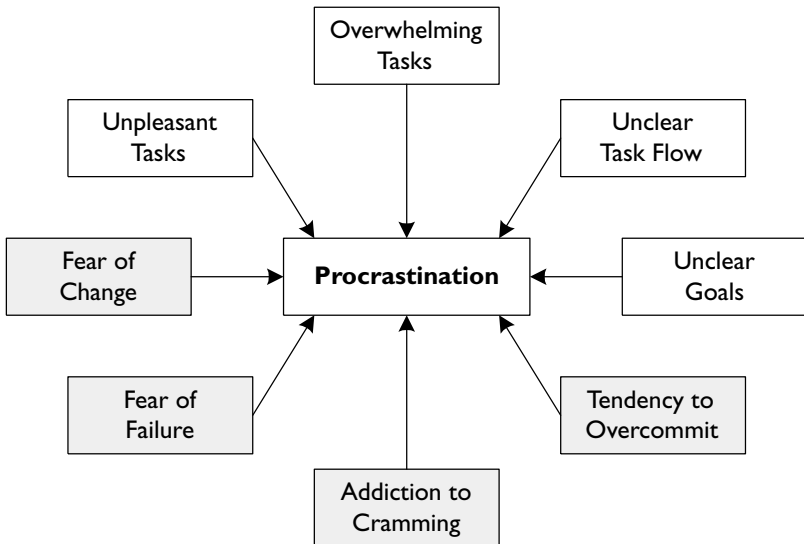 Overwhelming
Tasks
Unpleasant
Tasks
Unclear
Task Flow
Fear of
Change
Procrastination
Unclear
Goals
Fear of
Failure
Tendency to
Overcommit
Addiction to
Cramming